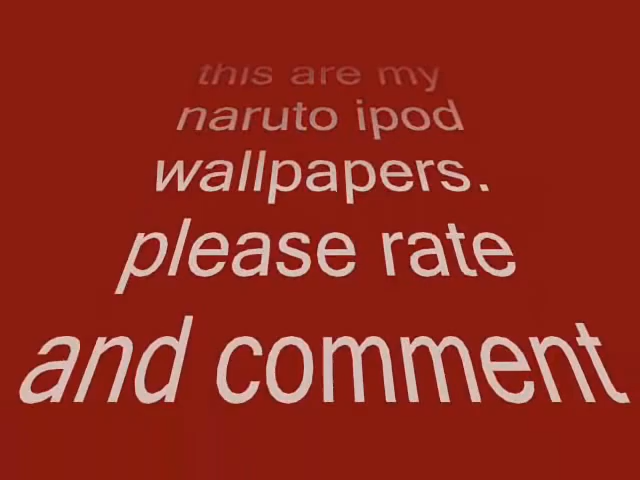 this are my
naruto ipod
wallpapers.
please rate
and comment